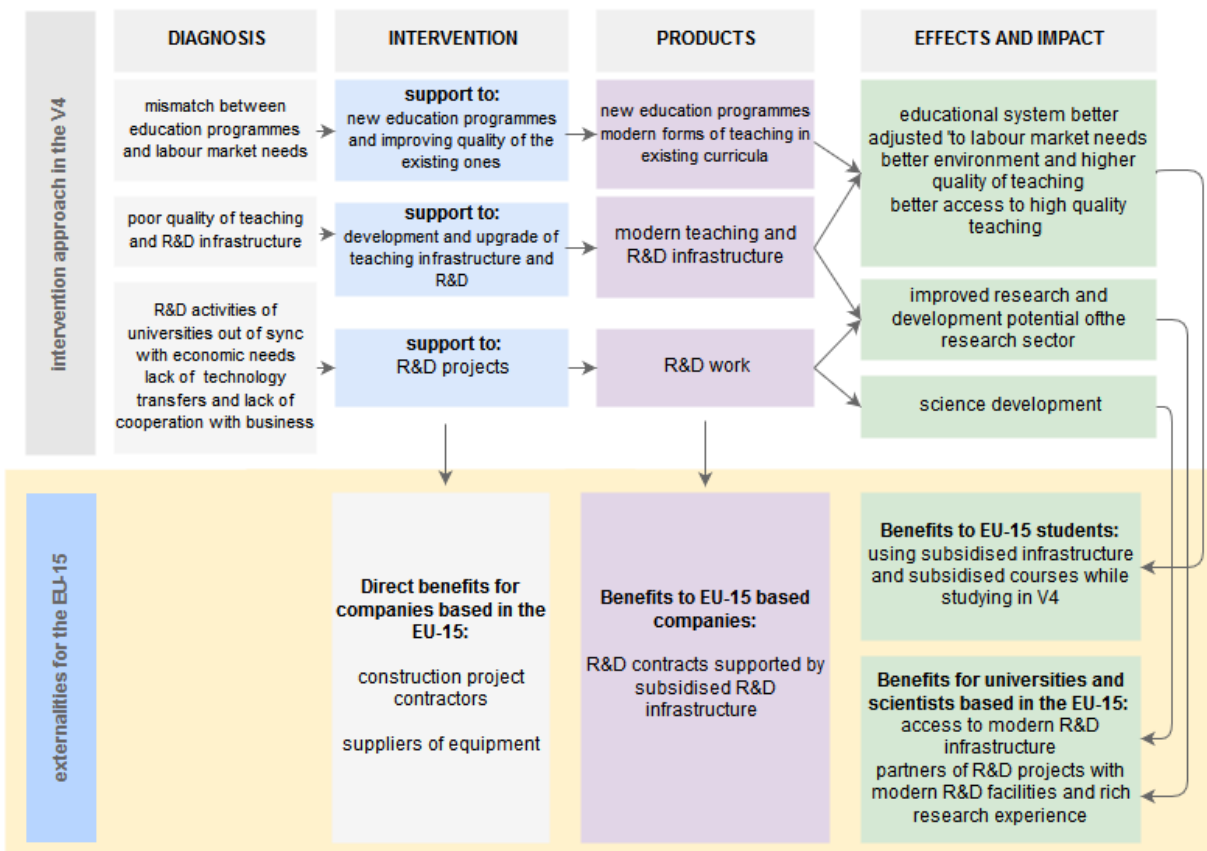 DIAGNOSIS
INTERVENTION
PRODUCTS
EFFECTS AND IMPACT
intervention approach in the V4
mismatch between
education programmes
and labour market needs
support to:
new education programmes
and improving quality of the
existing ones
new education programmes
modern forms of teaching in
existing curricula
educational system better
adjusted 'to labour market needs
better environment and higher
quality of teaching
better access to high quality
teaching
poor quality of teaching
and R&D infrastructure
support to:
development and upgrade of
teaching infrastructure and
R&D
modern teaching and
R&D infrastructure
improved research and
development potential ofthe
research sector
R&D activities of
universities out of sync
with economic needs
lack of technology
transfers and lack of
cooperation with business
support to:
R&D projects
R&D work
science development
externalities for the EU-15
Direct benefits for
companies based in the
EU-15:
construction project
contractors
suppliers of equipment
Benefits to EU-15 based
companies:
R&D contracts supported by
subsidised R&D
infrastructure
Benefits to EU-15 students:
using subsidised infrastructure
and subsidised courses while
studying in V4
Benefits for universities and
scientists based in the EU-15:
access to modern R&D
infrastructure
partners of R&D projects with
modern R&D facilities and rich
research experience